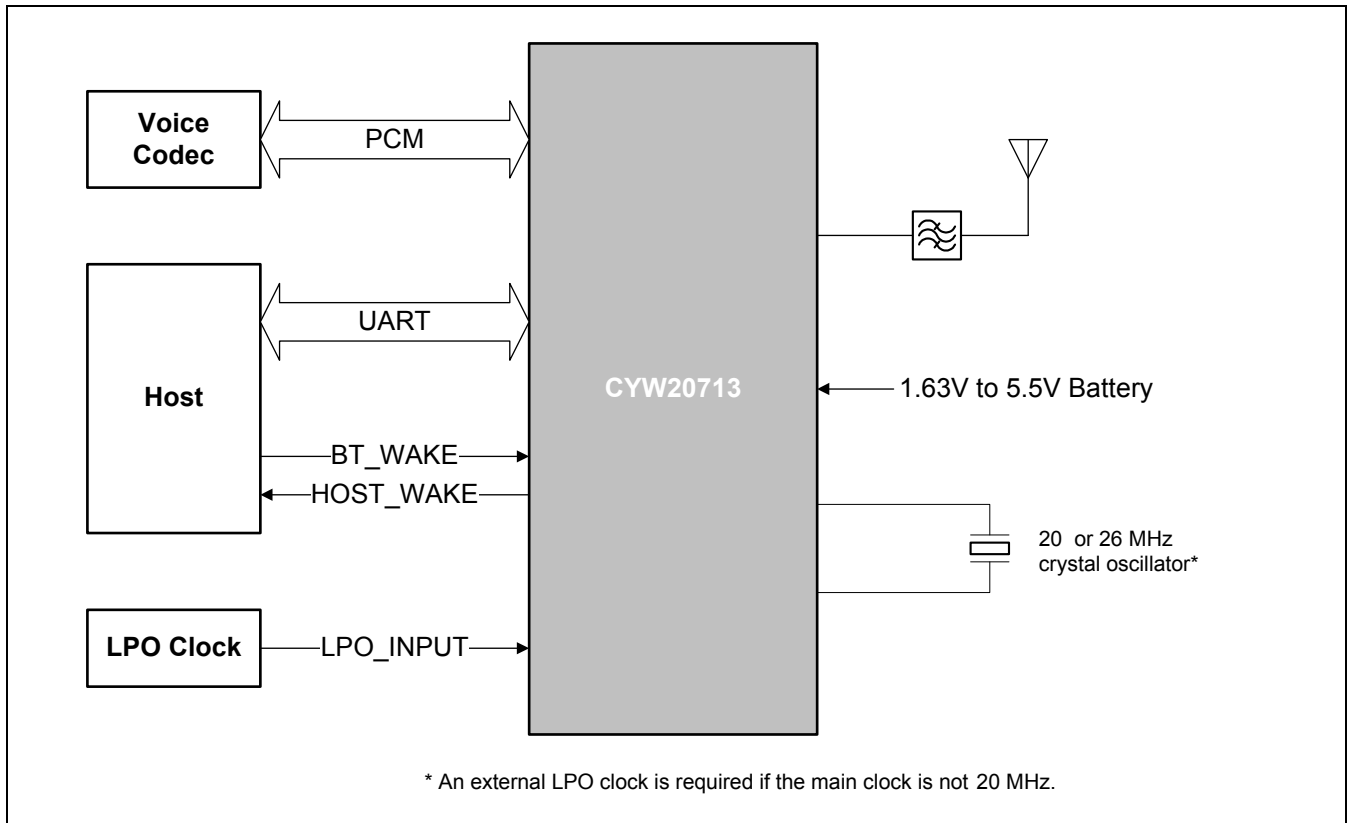 Voice
Codec
PCM
Host
UART
BT_WAKE
HOST_WAKE
LPO Clock
LPO_INPUT
CYW20713
1.63V to 5.5V Battery
20 or 26 MHz
crystal oscillator*
* An external LPO clock is required if the main clock is not 20 MHz.